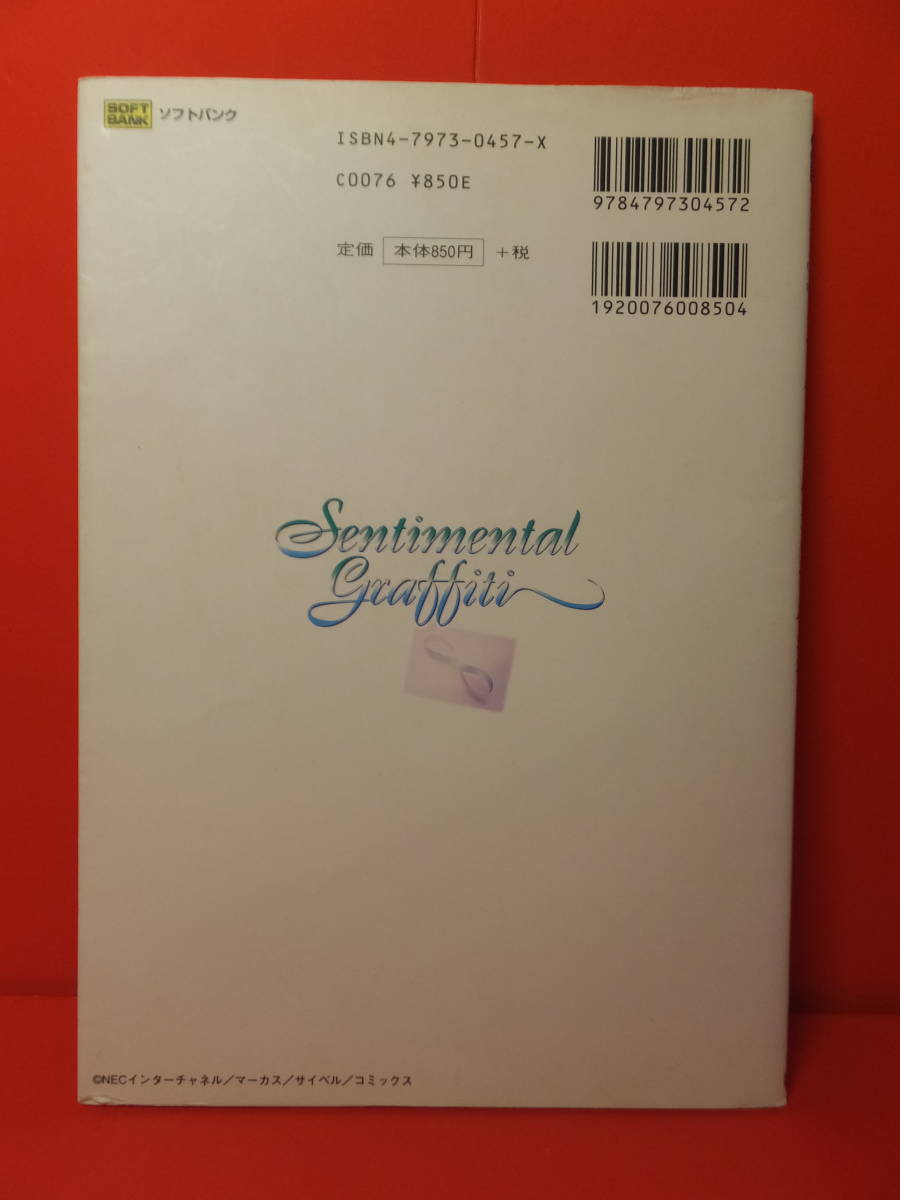 SOFT
BANK
ソフトバンク
ISBN4-7973-0457-X
C0076 ¥850E
9784797304572
定価 本体850円 +税
1920076008504
Sentimental
Graffiti
©NECインターチャネル/マーカス/サイベル/コミックス